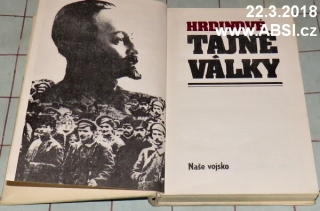 22.3.2018
www.ABSI.cz
HRDINOVÉ
TAJNÉ
VÁLKY
Naše vojsko